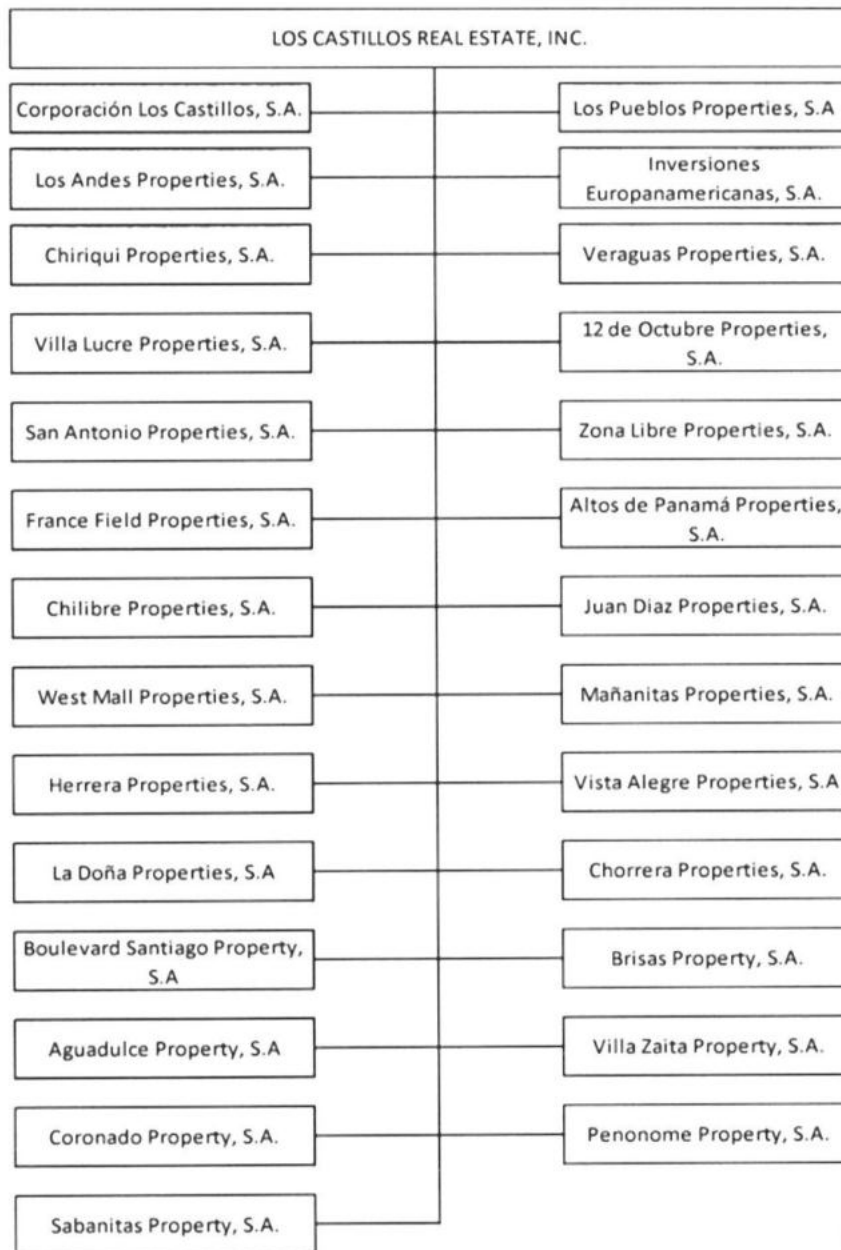 LOS CASTILLOS REAL ESTATE, INC.
Corporación Los Castillos, S.A.
Los Pueblos Properties, S.A
Los Andes Properties, S.A.
Inversiones
Europanamericanas, S.A.
Chiriqui Properties, S.A.
Veraguas Properties, S.A.
Villa Lucre Properties, S.A.
12 de Octubre Properties,
S.A.
San Antonio Properties, S.A.
Zona Libre Properties, S.A.
France Field Properties, S.A.
Altos de Panamá Properties,
S.A.
Chilibre Properties, S.A.
Juan Diaz Properties, S.A.
West Mall Properties, S.A.
Mañanitas Properties, S.A.
Herrera Properties, S.A.
Vista Alegre Properties, S.A
La Doña Properties, S.A
Chorrera Properties, S.A.
Boulevard Santiago Property,
S.A
Brisas Property, S.A.
Aguadulce Property, S.A
Villa Zaita Property, S.A.
Coronado Property, S.A.
Penonome Property, S.A.
Sabanitas Property, S.A.